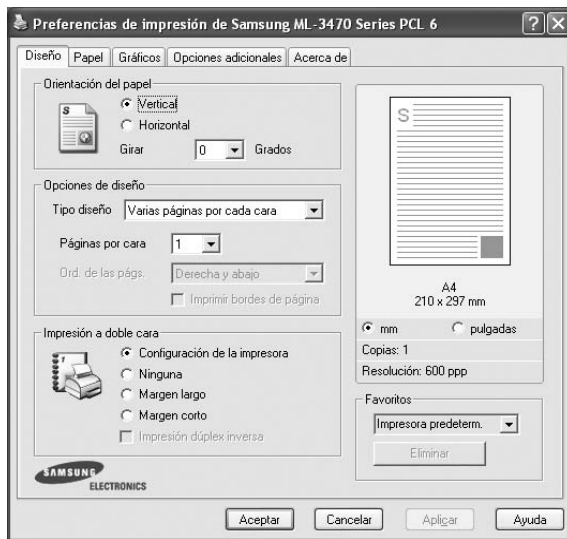 Preferencias de impresión de Samsung ML-3470 Series PCL 6
Diseño Papel Gráficos Opciones adicionales Acerca de
Orientación del papel
Vertical
Horizontal
Girar 0 Grados
Opciones de diseño
Tipo diseño Varias páginas por cada cara
Páginas por cara 1
Ord. de las págs. Derecha y abajo
Imprimir bordes de página
Impresión a doble cara
Configuración de la impresora
Ninguna
Margen largo
Margen corto
Impresión dúplex inversa
SAMSUNG
ELECTRONICS
S
S
A4
210 x 297 mm
mm pulgadas
Copias: 1
Resolución: 600 ppp
Favoritos
Impresora predeterm.
Eliminar
Aceptar Cancelar Aplicar Ayuda